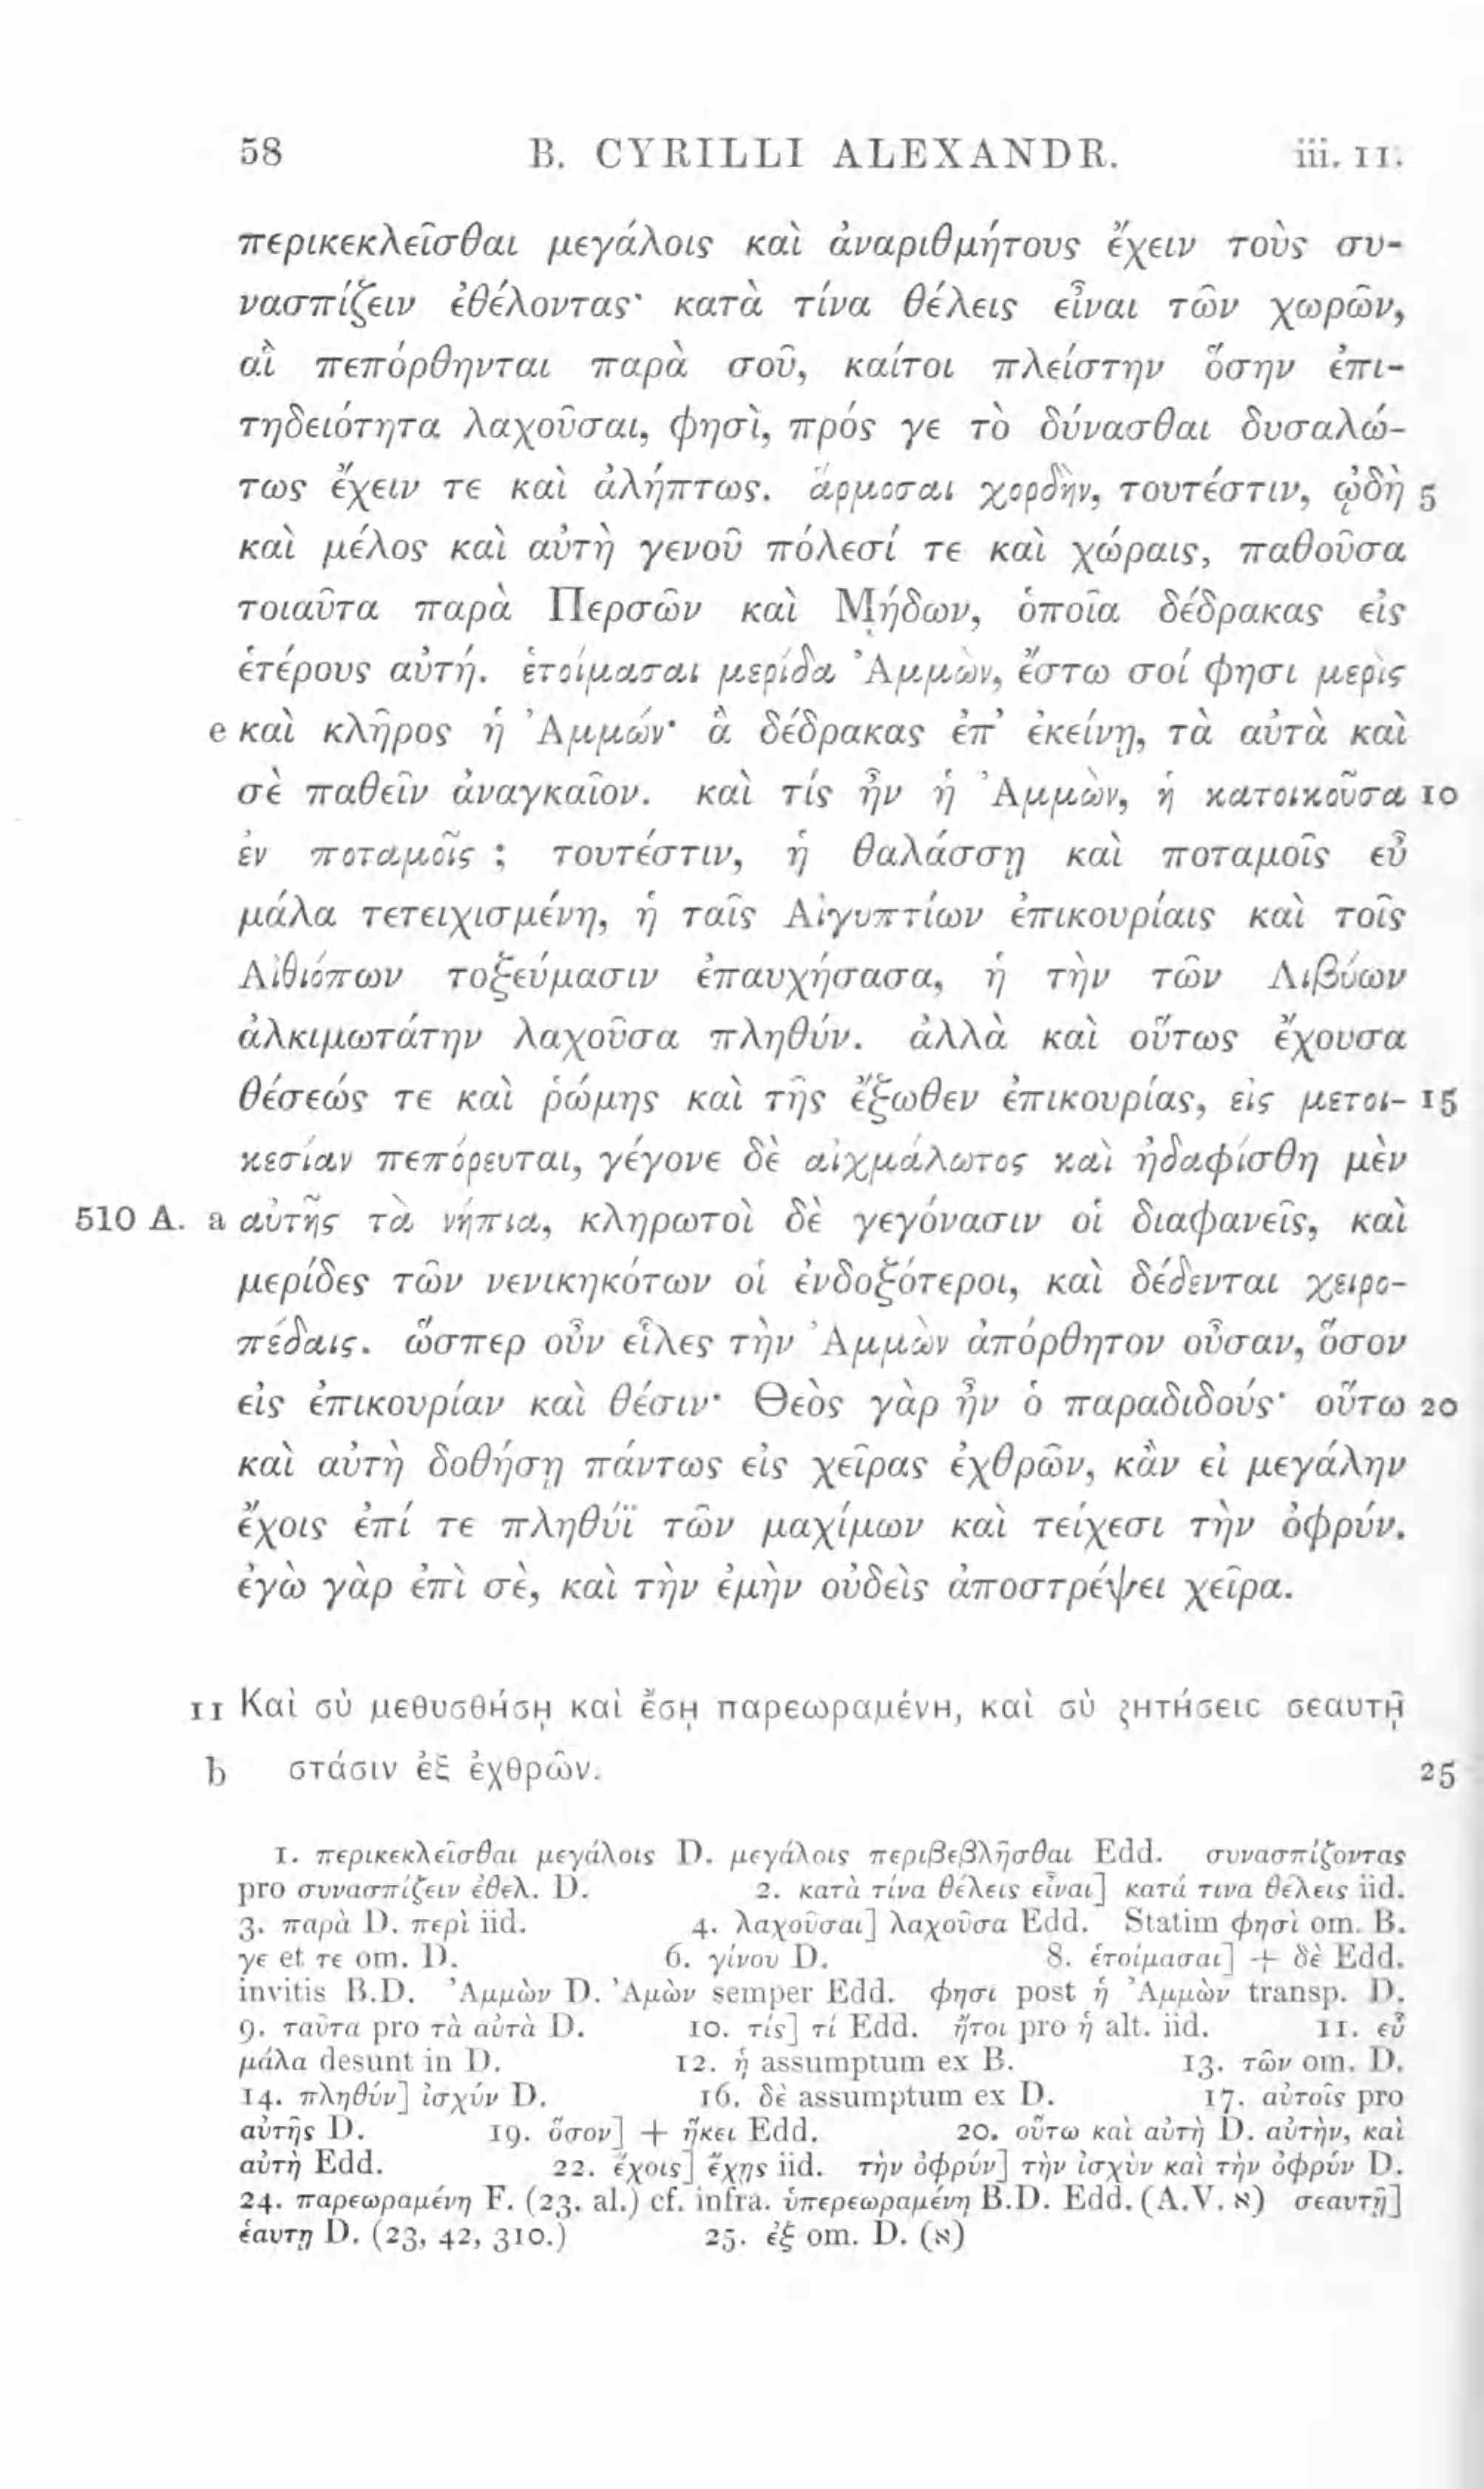 58 B. CYRILLI ALEXANDR. iii. 11.
περικεκλεῖσθαι μεγάλοις καὶ ἀναριθμήτους ἔχειν τοὺς συ-
νασπίζειν ἐθέλοντας· κατὰ τίνα θέλεις εἶναι τῶν χωρῶν,
αἳ πεπόρθηνται παρὰ σοῦ, καίτοι πλείστην ὅσην ἐπι-
τηδειότητα λαχοῦσαι, φησὶ, πρός γε τὸ δύνασθαι δυσαλώ-
τως ἔχειν τε καὶ ἀλήπτως. ἅρμοσαι χορδὴν, τουτέστιν, ᾠδὴ 5
καὶ μέλος καὶ αὐτὴ γενοῦ πόλεσί τε καὶ χώραις, παθοῦσα
τοιαῦτα παρὰ Περσῶν καὶ Μήδων, ὁποῖα δέδρακας εἰς
ἑτέρους αὐτή. ἑτοίμασαι μερίδα Ἀμμὼν, ἔστω σοί φησι μερὶς
e καὶ κλῆρος ἡ Ἀμμών· ἃ δέδρακας ἐπ’ ἐκείνῃ, τὰ αὐτὰ καὶ
σὲ παθεῖν ἀναγκαῖον. καὶ τίς ἦν ἡ Ἀμμὼν, ἡ κατοικοῦσα 10
ἐν ποταμοῖς ; τουτέστιν, ἡ θαλάσσῃ καὶ ποταμοῖς εὖ
μάλα τετειχισμένη, ἡ ταῖς Αἰγυπτίων ἐπικουρίαις καὶ τοῖς
Αἰθιόπων τοξεύμασιν ἐπαυχήσασα, ἡ τὴν τῶν Λιβύων
ἀλκιμωτάτην λαχοῦσα πληθύν. ἀλλὰ καὶ οὕτως ἔχουσα
θέσεώς τε καὶ ῥώμης καὶ τῆς ἔξωθεν ἐπικουρίας, εἰς μετοι- 15
κεσίαν πεπόρευται, γέγονε δὲ αἰχμάλωτος καὶ ἠδαφίσθη μὲν
510 A. a αὐτῆς τὰ νήπια, κληρωτοὶ δὲ γεγόνασιν οἱ διαφανεῖς, καὶ
μερίδες τῶν νενικηκότων οἱ ἐνδοξότεροι, καὶ δέδενται χειρο-
πέδαις. ὥσπερ οὖν εἷλες τὴν Ἀμμὼν ἀπόρθητον οὖσαν, ὅσον
εἰς ἐπικουρίαν καὶ θέσιν· Θεὸς γὰρ ἦν ὁ παραδιδούς· οὕτω 20
καὶ αὐτὴ δοθήσῃ πάντως εἰς χεῖρας ἐχθρῶν, κἂν εἰ μεγάλην
ἔχοις ἐπί τε πληθύϊ τῶν μαχίμων καὶ τείχεσι τὴν ὀφρύν.
ἐγὼ γὰρ ἐπὶ σὲ, καὶ τὴν ἐμὴν οὐδεὶς ἀποστρέψει χεῖρα.
11 Καὶ σὺ μεθυσθήσῃ καὶ ἔσῃ παρεωραμένη, καὶ σὺ ζητήσεις σεαυτῇ
b στάσιν ἐξ ἐχθρῶν. 25
1. περικεκλεῖσθαι μεγάλοις D. μεγάλοις περιβεβλῆσθαι Edd. συνασπίζοντας
pro συνασπίζειν ἐθελ. D. 2. κατὰ τίνα θέλεις εἶναι] κατά τινα θέλεις iid.
3. παρὰ D. περὶ iid. 4. λαχοῦσαι] λαχοῦσα Edd. Statim φησὶ om. B.
γε et τε om. D. 6. γίνου D. 8. ἑτοίμασαι] + δὲ Edd.
invitis B.D. Ἀμμὼν D. Ἀμὼν semper Edd. φησι post ἡ Ἀμμὼν transp. D.
9. ταῦτα pro τὰ αὐτὰ D. 10. τίς] τί Edd. ἤτοι pro ἡ alt. iid. 11. εὖ
μάλα desunt in D. 12. ἡ assumptum ex B. 13. τῶν om. D.
14. πληθύν] ἰσχύν D. 16. δὲ assumptum ex D. 17. αὐτοῖς pro
αὐτῆς D. 19. ὅσον] + ἥκει Edd. 20. οὕτω καὶ αὐτὴ D. αὐτὴν, καὶ
αὐτὴ Edd. 22. ἔχοις] ἔχῃς iid. τὴν ὀφρύν] τὴν ἰσχὺν καὶ τὴν ὀφρύν D.
24. παρεωραμένη F. (23. al.) cf. infra. ὑπερεωραμένη B.D. Edd. (A.V. א) σεαυτῇ]
ἑαυτῃ D. (23, 42, 310.) 25. ἐξ om. D. (א)